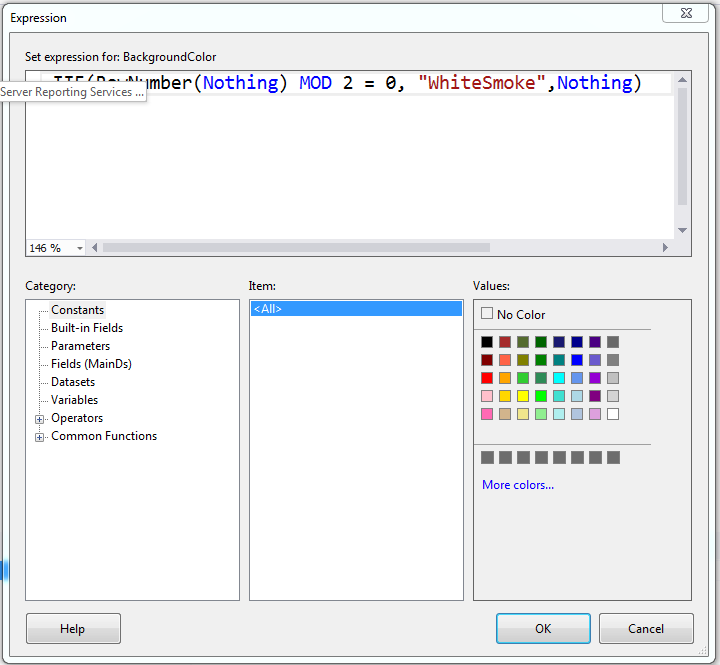 Expression
Set expression for: BackgroundColor
IIF(RowNumber(Nothing) MOD 2 = 0, "WhiteSmoke",Nothing)
Server Reporting Services ...
146 %
Category:
Item:
Values:
Constants
Built-in Fields
Parameters
Fields (MainDs)
Datasets
Variables
Operators
Common Functions
<All>
No Color
More colors...
Help
OK
Cancel